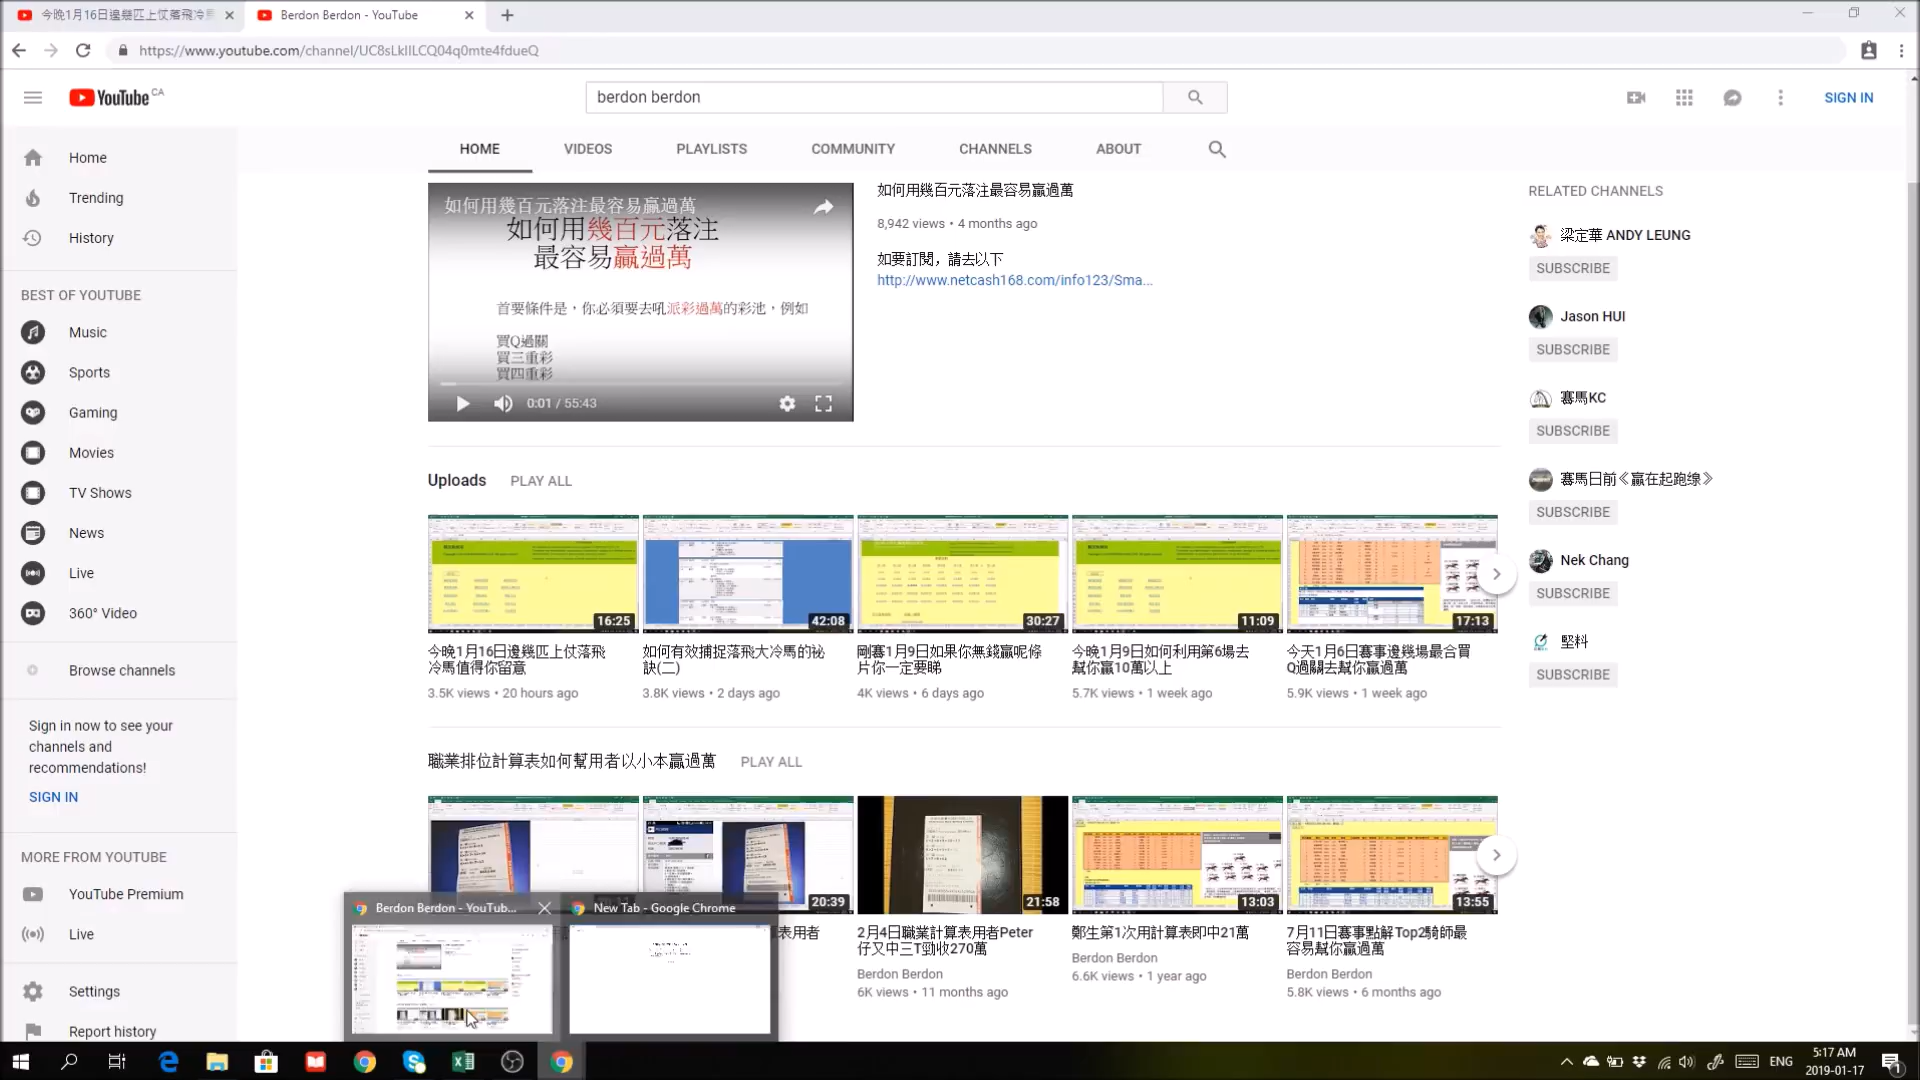 今晚1月16日邊幾匹上仗落飛冷馬
Berdon Berdon - YouTube
https://www.youtube.com/channel/UC8sLkIILCQ04q0mte4fdueQ
YouTube CA
berdon berdon
SIGN IN
HOME
VIDEOS
PLAYLISTS
COMMUNITY
CHANNELS
ABOUT
Home
Trending
History
BEST OF YOUTUBE
Music
Sports
Gaming
Movies
TV Shows
News
Live
360° Video
Browse channels
Sign in now to see your
channels and
recommendations!
SIGN IN
MORE FROM YOUTUBE
YouTube Premium
Live
Settings
Report history
如何用幾百元落注最容易贏過萬
如何用幾百元落注
最容易贏過萬
首要條件是，你必須要去吼派彩過萬的彩池，例如
買Q過關
買三重彩
買四重彩
0:01 / 55:43
如何用幾百元落注最容易贏過萬
8,942 views • 4 months ago
如要訂閱，請去以下
http://www.netcash168.com/info123/Sma...
RELATED CHANNELS
梁定華 ANDY LEUNG
SUBSCRIBE
Jason HUI
SUBSCRIBE
賽馬KC
SUBSCRIBE
賽馬日前《贏在起跑线》
SUBSCRIBE
Nek Chang
SUBSCRIBE
堅料
SUBSCRIBE
Uploads
PLAY ALL
16:25
42:08
30:27
11:09
17:13
今晚1月16日邊幾匹上仗落飛
冷馬值得你留意
3.5K views • 20 hours ago
如何有效捕捉落飛大冷馬的祕
訣(二)
3.8K views • 2 days ago
剛賽1月9日如果你無錢贏呢條
片你一定要睇
4K views • 6 days ago
今晚1月9日如何利用第6場去
幫你贏10萬以上
5.7K views • 1 week ago
今天1月6日賽事邊幾場最合買
Q過關去幫你贏過萬
5.9K views • 1 week ago
職業排位計算表如何幫用者以小本贏過萬
PLAY ALL
20:39
21:58
13:03
13:55
表用者
2月4日職業計算表用者Peter
仔又中三T勁收270萬
Berdon Berdon
6K views • 11 months ago
鄭生第1次用計算表即中21萬
Berdon Berdon
6.6K views • 1 year ago
7月11日賽事點解Top2騎師最
容易幫你贏過萬
Berdon Berdon
5.8K views • 6 months ago
Berdon Berdon - YouTub...
New Tab - Google Chrome
ENG
5:17 AM
2019-01-17
1